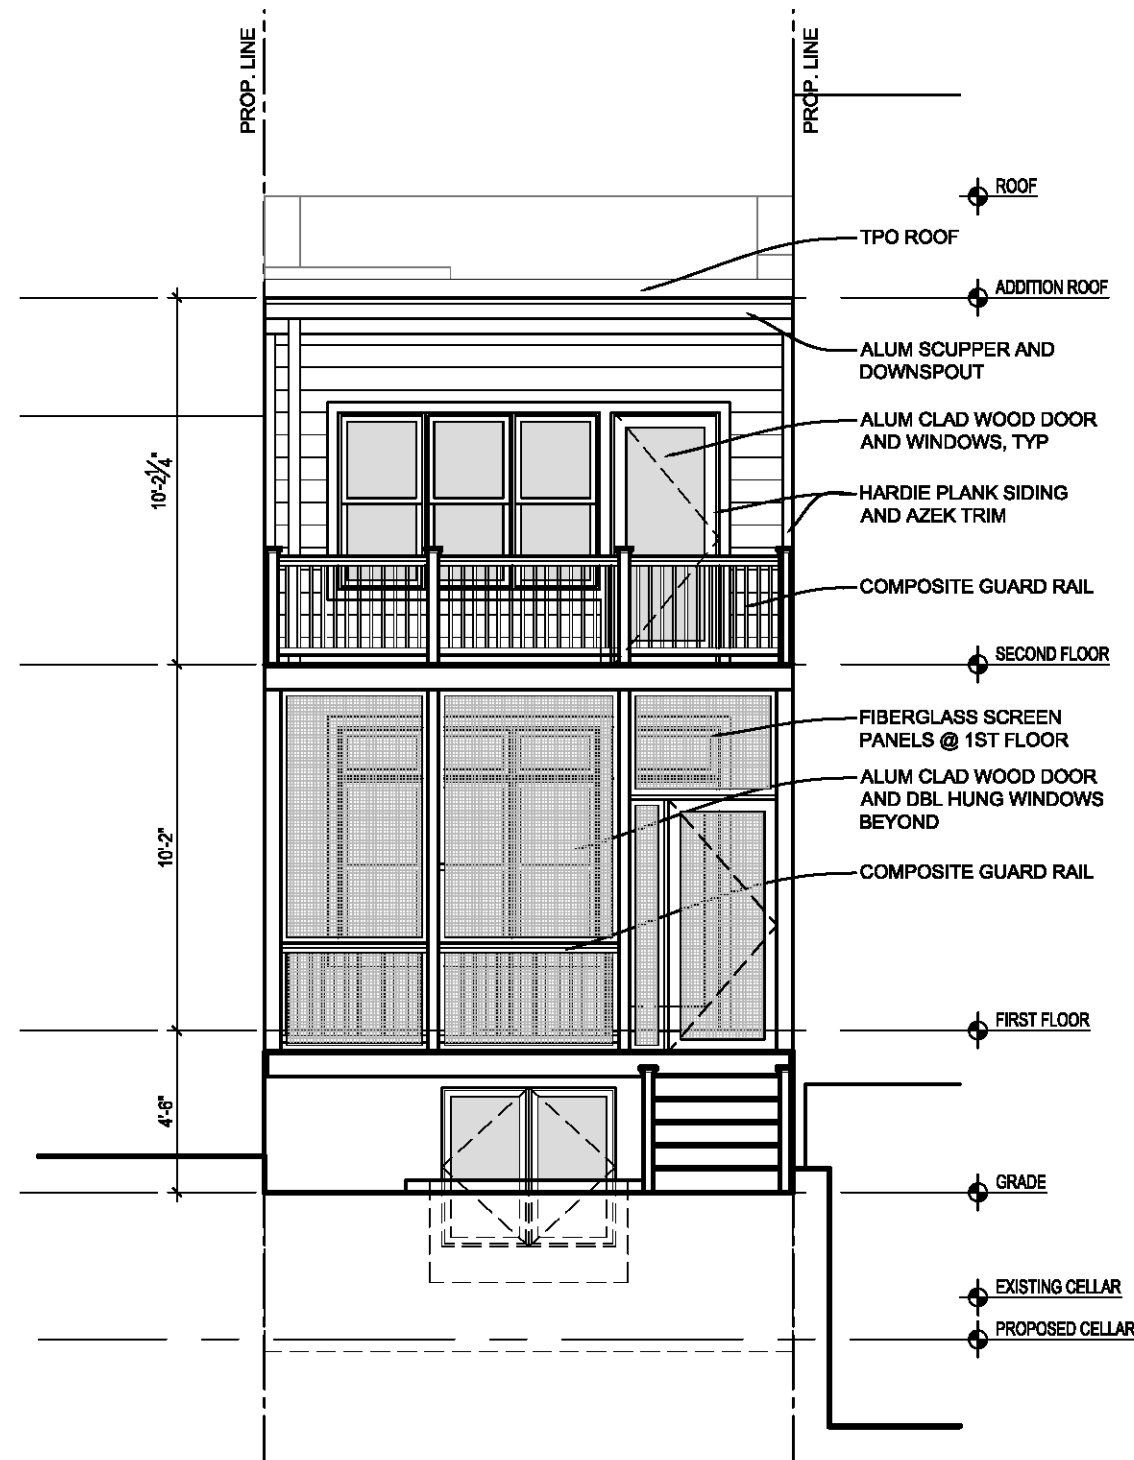 PROP. LINE
PROP. LINE
ROOF
TPO ROOF
ADDITION ROOF
ALUM SCUPPER AND
DOWNSPOUT
ALUM CLAD WOOD DOOR
AND WINDOWS, TYP
10'-2¼"
HARDIE PLANK SIDING
AND AZEK TRIM
COMPOSITE GUARD RAIL
SECOND FLOOR
FIBERGLASS SCREEN
PANELS @ 1ST FLOOR
ALUM CLAD WOOD DOOR
AND DBL HUNG WINDOWS
BEYOND
10'-2"
COMPOSITE GUARD RAIL
FIRST FLOOR
4'-6"
GRADE
EXISTING CELLAR
PROPOSED CELLAR